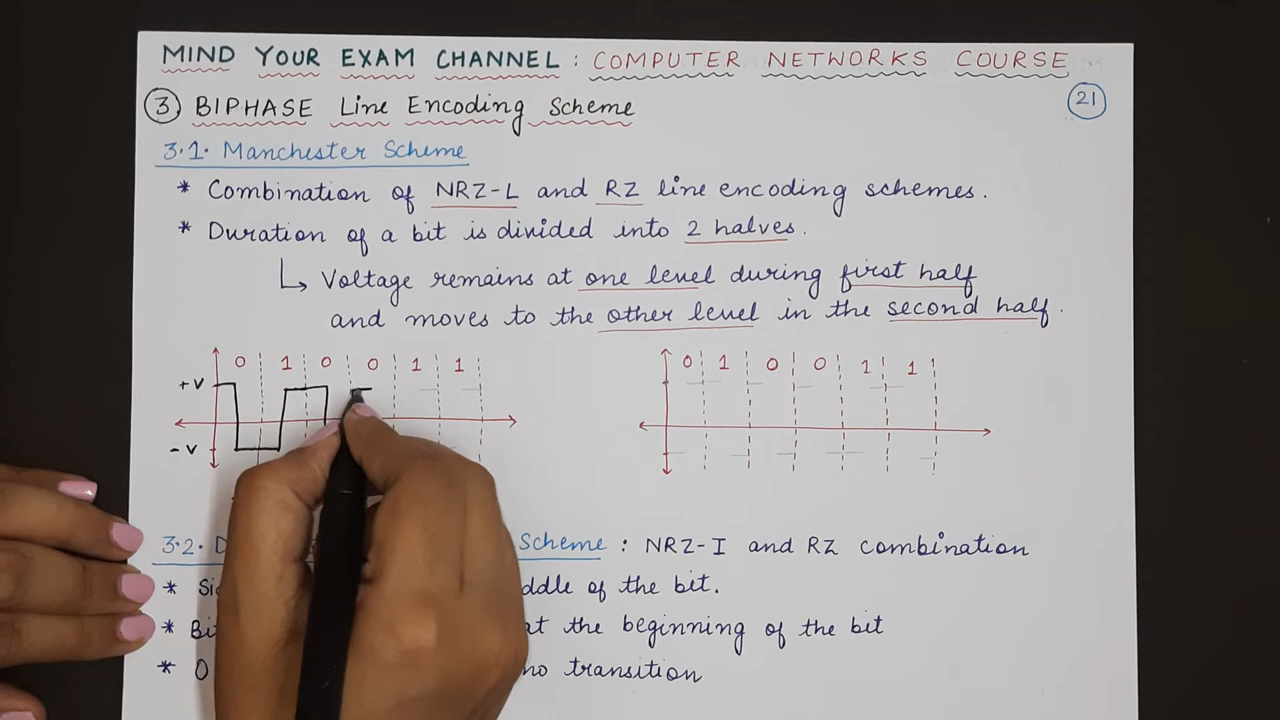 MIND YOUR EXAM CHANNEL : COMPUTER NETWORKS COURSE
21
3 BIPHASE Line Encoding Scheme
3.1. Manchester Scheme
* Combination of NRZ-L and RZ line encoding schemes.
* Duration of a bit is divided into 2 halves.
↳ Voltage remains at one level during first half
and moves to the other level in the second half.
0 1 0 0 1 1
+V
-V
0 1 0 0 1 1
3.2. Scheme : NRZ-I and RZ combination
* of the bit.
* at the beginning of the bit
* 0 no transition